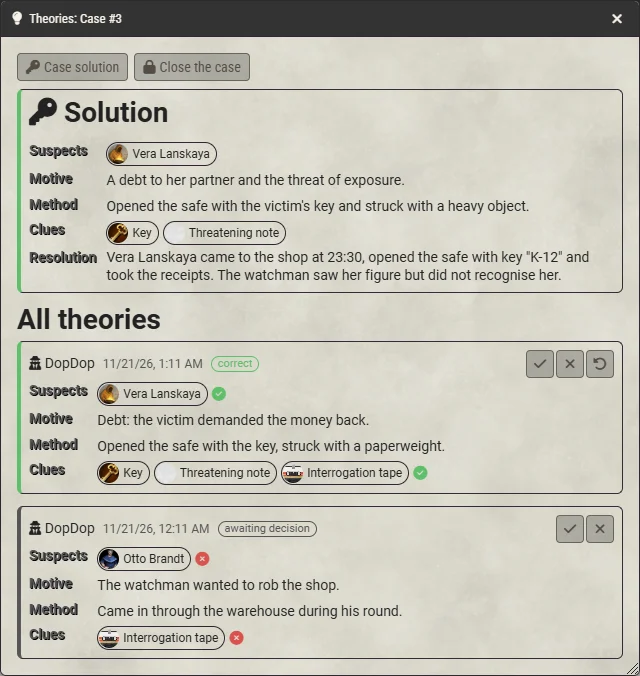 Theories: Case #3
Case solution Close the case
Solution
Suspects Vera Lanskaya
Motive A debt to her partner and the threat of exposure.
Method Opened the safe with the victim's key and struck with a heavy object.
Clues Key Threatening note
Resolution Vera Lanskaya came to the shop at 23:30, opened the safe with key "K-12" and
took the receipts. The watchman saw her figure but did not recognise her.
All theories
DopDop 11/21/26, 1:11 AM correct
Suspects Vera Lanskaya
Motive Debt: the victim demanded the money back.
Method Opened the safe with the key, struck with a paperweight.
Clues Key Threatening note Interrogation tape
DopDop 11/21/26, 12:11 AM awaiting decision
Suspects Otto Brandt
Motive The watchman wanted to rob the shop.
Method Came in through the warehouse during his round.
Clues Interrogation tape